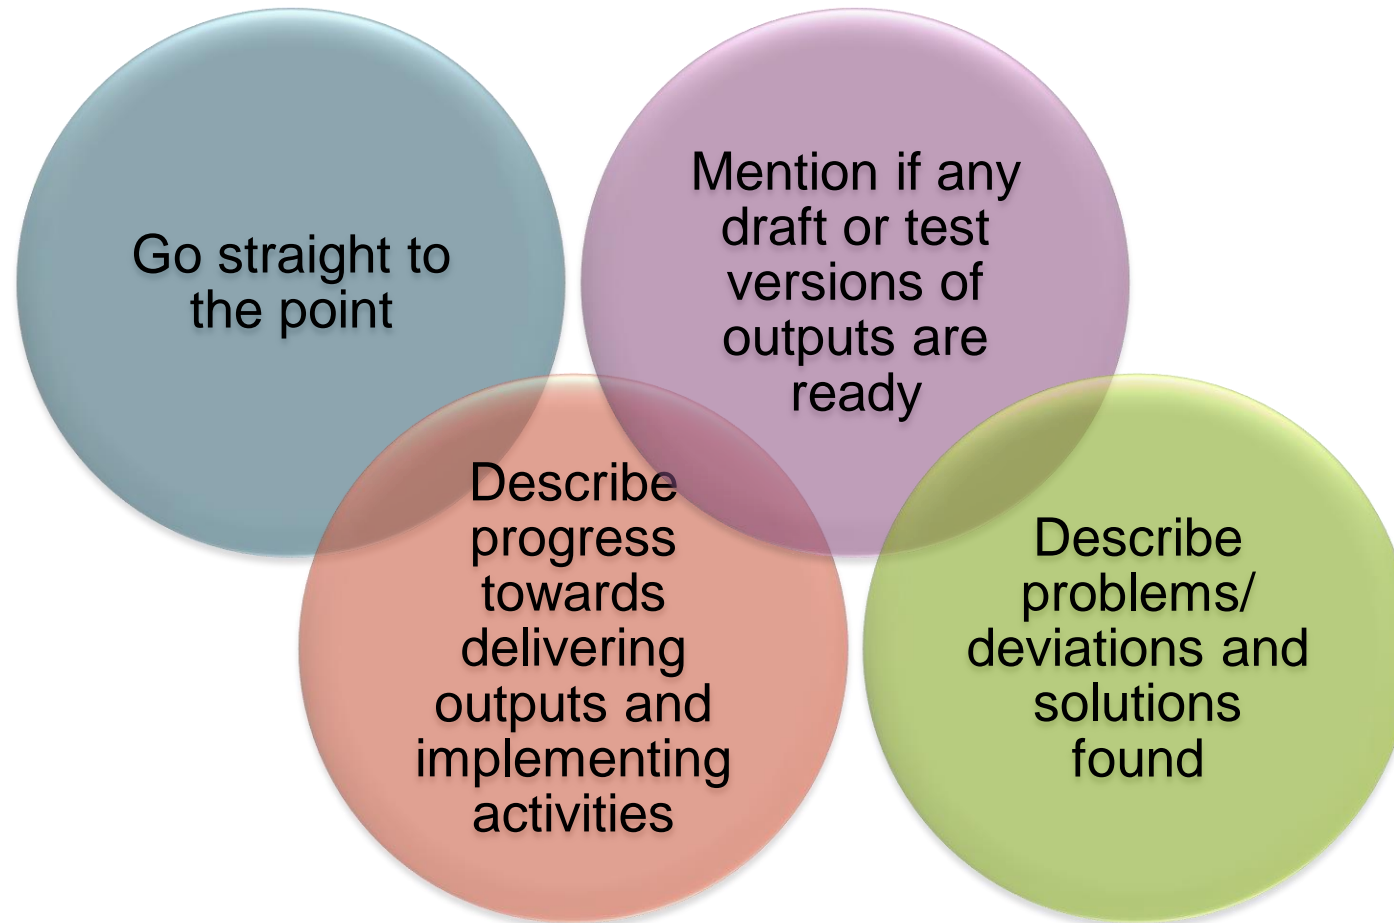 Go straight to
the point
Mention if any
draft or test
versions of
outputs are
ready
Describe
progress
towards
delivering
outputs and
implementing
activities
Describe
problems/
deviations and
solutions
found